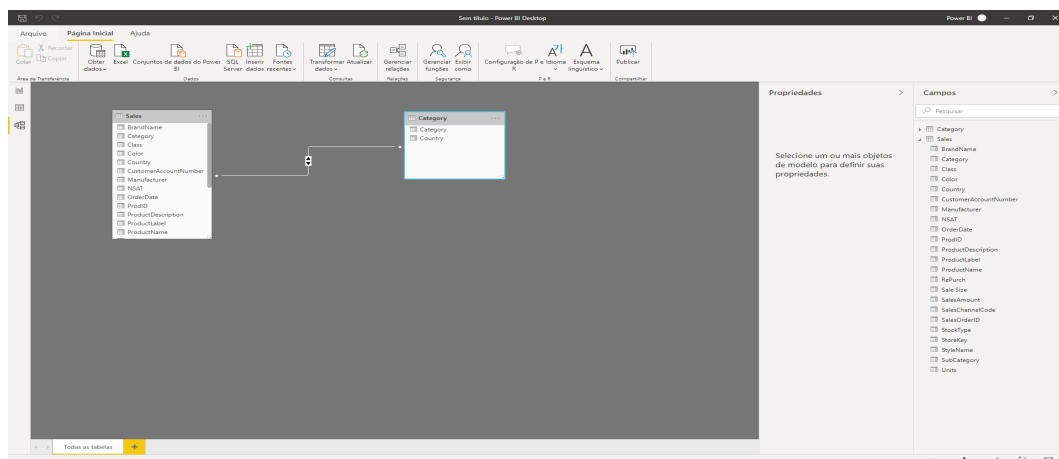 Sem título - Power BI Desktop
Power BI
Arquivo Página Inicial Ajuda
Colar
Recortar
Copiar
Obter dados
Excel
Conjuntos de dados do Power BI
SQL Server
Inserir dados
Fontes recentes
Transformar dados
Atualizar
Gerenciar relações
Gerenciar funções
Exibir como
Configuração de P e R
Idioma
Esquema linguístico
Publicar
Área de Transferência
Dados
Consultas
Relações
Segurança
P e R
Compartilhar
Sales
BrandName
Category
Class
Color
Country
CustomerAccountNumber
Manufacturer
NSAT
OrderDate
ProdID
ProductDescription
ProductLabel
ProductName
Category
Category
Country
Propriedades
Selecione um ou mais objetos
de modelo para definir suas
propriedades.
Campos
Pesquisar
Category
Sales
BrandName
Category
Class
Color
Country
CustomerAccountNumber
Manufacturer
NSAT
OrderDate
ProdID
ProductDescription
ProductLabel
ProductName
RePurch
Sale Size
SalesAmount
SalesChannelCode
SalesOrderID
StockType
StoreKey
StyleName
SubCategory
Units
Todas as tabelas